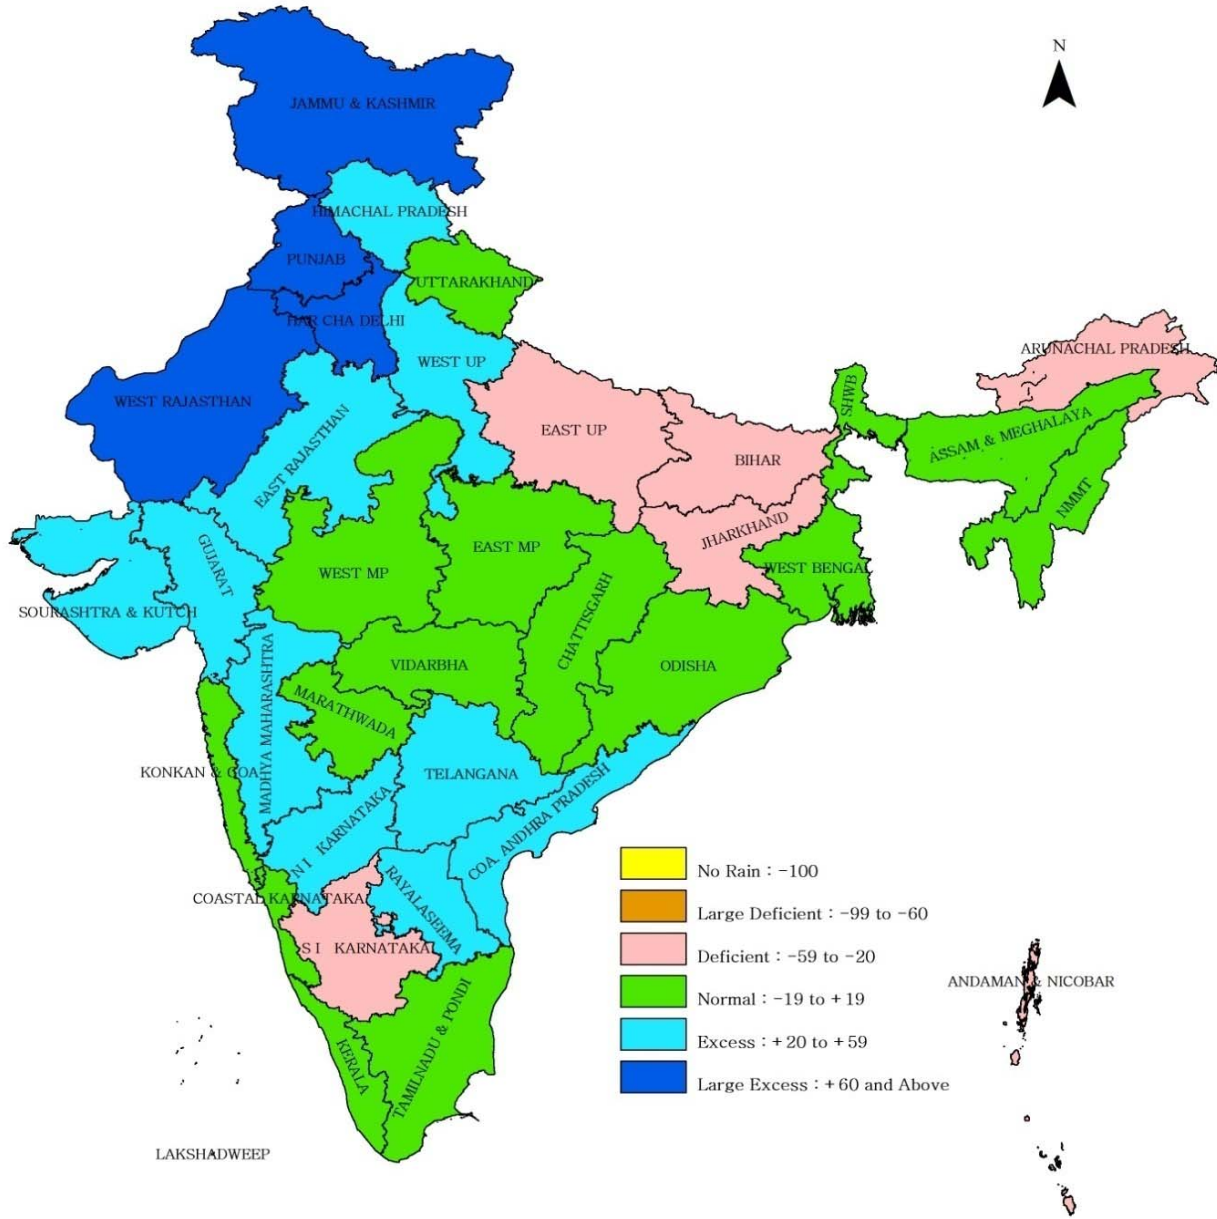 N
JAMMU & KASHMIR
HIMACHAL PRADESH
PUNJAB
UTTARAKHAND
HAR CHA DELHI
ARUNACHAL PRADESH
WEST UP
SHWB
WEST RAJASTHAN
EAST RAJASTHAN
EAST UP
ASSAM & MEGHALAYA
BIHAR
NMMT
JHARKHAND
GUJARAT
EAST MP
WEST MP
WEST BENGAL
SOURASHTRA & KUTCH
CHATTISGARH
VIDARBHA
ODISHA
MADHYA MAHARASHTRA
MARATHWADA
KONKAN & GOA
TELANGANA
COA. ANDHRA PRADESH
N I KARNATAKA
COASTAL KARNATAKA
RAYALASEEMA
S I KARNATAKA
No Rain : -100
Large Deficient : -99 to -60
Deficient : -59 to -20
Normal : -19 to +19
Excess : +20 to +59
Large Excess : +60 and Above
ANDAMAN & NICOBAR
KERALA
TAMILNADU & PONDI
LAKSHADWEEP